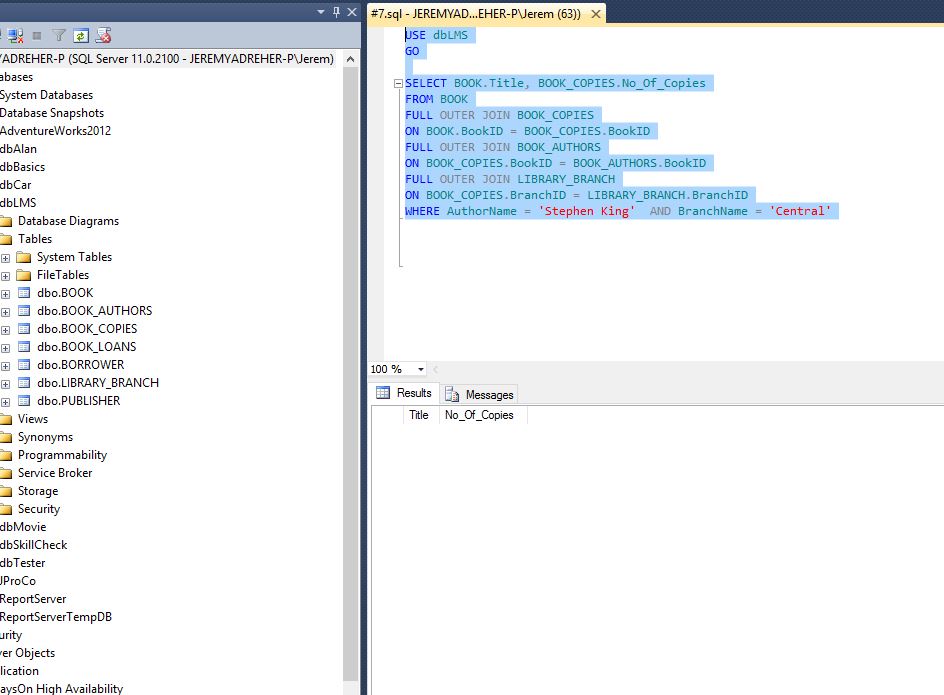 #7.sql - JEREMYAD...EHER-P\Jerem (63))
YADREHER-P (SQL Server 11.0.2100 - JEREMYADREHER-P\Jerem)
abases
System Databases
Database Snapshots
AdventureWorks2012
dbAlan
dbBasics
dbCar
dbLMS
Database Diagrams
Tables
System Tables
FileTables
dbo.BOOK
dbo.BOOK_AUTHORS
dbo.BOOK_COPIES
dbo.BOOK_LOANS
dbo.BORROWER
dbo.LIBRARY_BRANCH
dbo.PUBLISHER
Views
Synonyms
Programmability
Service Broker
Storage
Security
dbMovie
dbSkillCheck
dbTester
JProCo
ReportServer
ReportServerTempDB
urity
ver Objects
lication
aysOn High Availability
USE dbLMS
GO
SELECT BOOK.Title, BOOK_COPIES.No_Of_Copies
FROM BOOK
FULL OUTER JOIN BOOK_COPIES
ON BOOK.BookID = BOOK_COPIES.BookID
FULL OUTER JOIN BOOK_AUTHORS
ON BOOK_COPIES.BookID = BOOK_AUTHORS.BookID
FULL OUTER JOIN LIBRARY_BRANCH
ON BOOK_COPIES.BranchID = LIBRARY_BRANCH.BranchID
WHERE AuthorName = 'Stephen King'  AND BranchName = 'Central'
100 %
Results Messages
Title No_Of_Copies